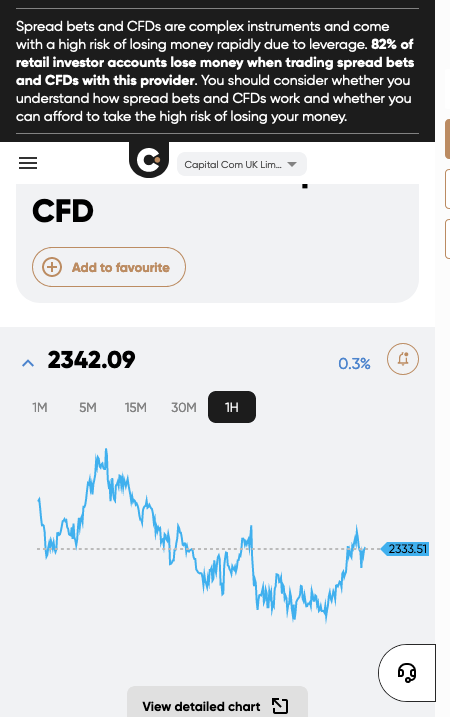 Spread bets and CFDs are complex instruments and come
with a high risk of losing money rapidly due to leverage. 82% of
retail investor accounts lose money when trading spread bets
and CFDs with this provider. You should consider whether you
understand how spread bets and CFDs work and whether you
can afford to take the high risk of losing your money.
Capital Com UK Lim...
CFD
Add to favourite
2342.09
0.3%
1M 5M 15M 30M 1H
2333.51
View detailed chart